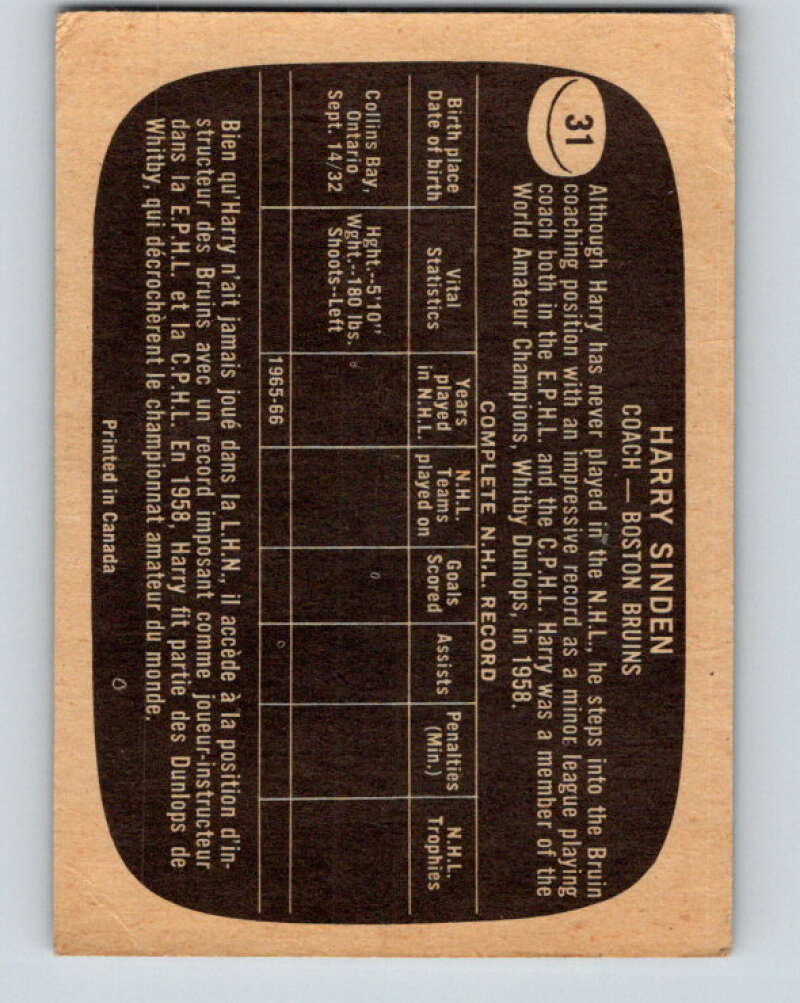 31
HARRY SINDEN
COACH — BOSTON BRUINS
Although Harry has never played in the N.H.L., he steps into the Bruin
coaching position with an impressive record as a minor league playing
coach both in the E.P.H.L. and the C.P.H.L. Harry was a member of the
World Amateur Champions, Whitby Dunlops, in 1958.
COMPLETE N.H.L. RECORD
Birth place
Date of birth
Vital
Statistics
Years
played
in N.H.L.
N.H.L.
Teams
played on
Goals
Scored
Assists
Penalties
(Min.)
N.H.L.
Trophies
Collins Bay,
Ontario
Sept. 14/32
Hght.--5'10"
Wght.--180 lbs.
Shoots--Left
1965-66
Bien qu'Harry n'ait jamais joué dans la L.H.N., il accède à la position d'in-
structeur des Bruins avec un record imposant comme joueur-instructeur
dans la E.P.H.L. et la C.P.H.L. En 1958, Harry fit partie des Dunlops de
Whitby, qui décrochèrent le championnat amateur du monde.
Printed in Canada